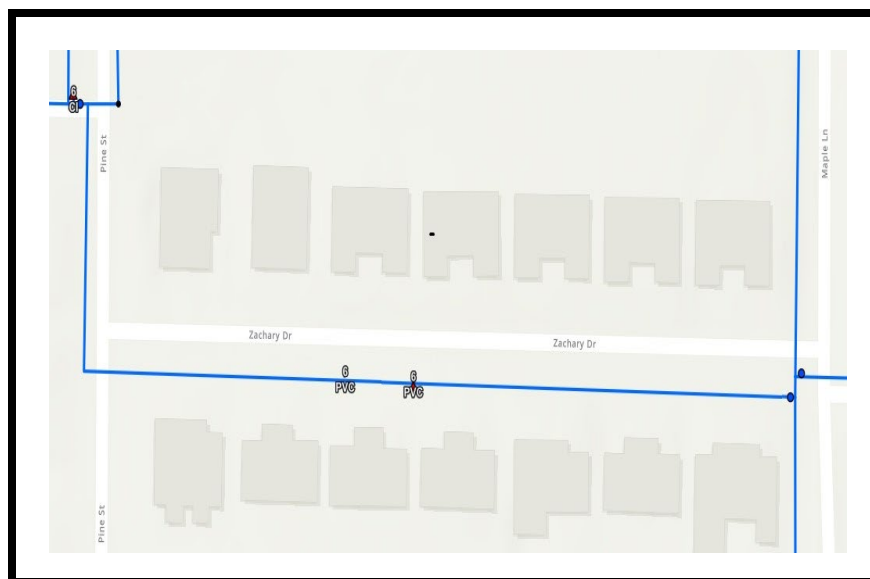 6
CI
Pine St
Maple Ln
Zachary Dr
Zachary Dr
6
PVC
6
PVC
Pine St